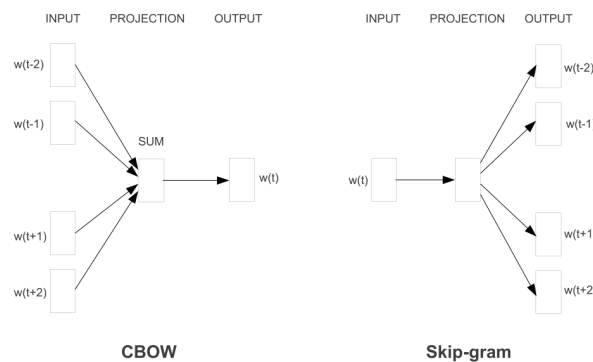 INPUT PROJECTION OUTPUT
w(t-2)
w(t-1)
SUM
w(t)
w(t+1)
w(t+2)
CBOW
INPUT PROJECTION OUTPUT
w(t-2)
w(t-1)
w(t)
w(t+1
w(t+2
Skip-gram